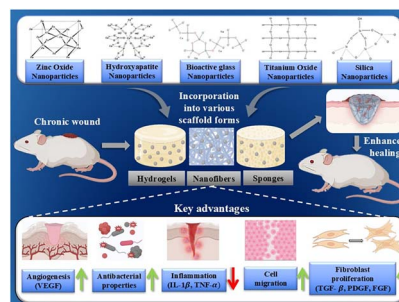 Zinc Oxide
Nanoparticles
Hydroxyapatite
Nanoparticles
Bioactive glass
Nanoparticles
Titanium Oxide
Nanoparticles
Silica
Nanoparticles
Incorporation
into various
scaffold forms
Chronic wound
Enhance
healing
Hydrogels
Nanofibers
Sponges
Key advantages
Angiogenesis
(VEGF)
Antibacterial
properties
Inflammation
(IL-1β, TNF-α)
Cell
migration
Fibroblast
proliferation
(TGF- β, PDGF, FGF)